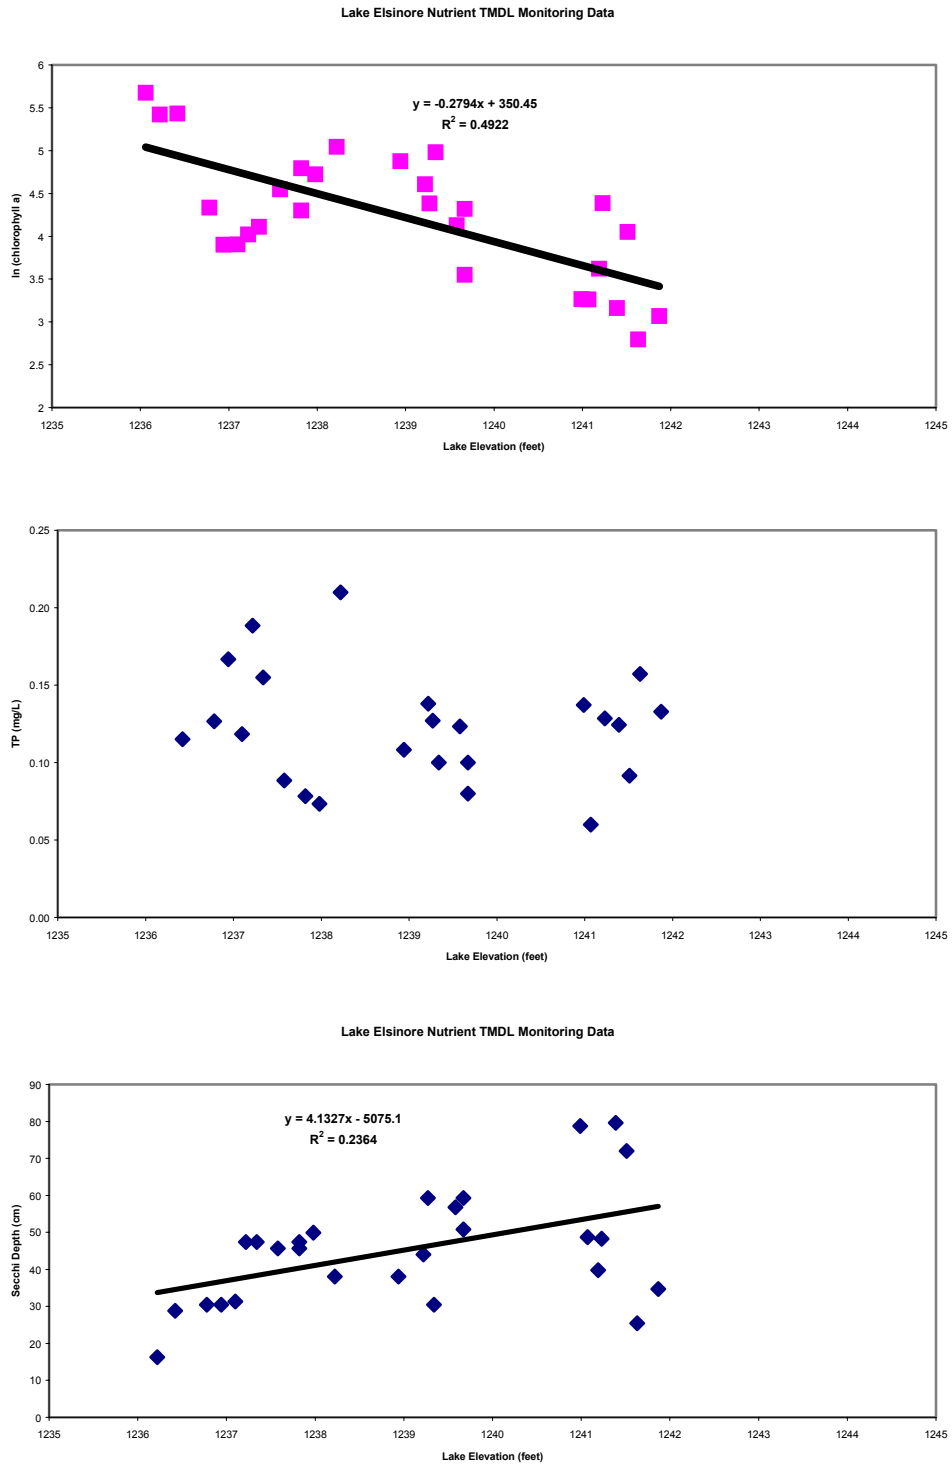 Lake Elsinore Nutrient TMDL Monitoring Data
6
5.5
5
4.5
4
3.5
3
2.5
2
ln (chlorophyll a)
y = -0.2794x + 350.45
R² = 0.4922
1235 1236 1237 1238 1239 1240 1241 1242 1243 1244 1245
Lake Elevation (feet)
0.25
0.20
0.15
0.10
0.05
0.00
TP (mg/L)
1235 1236 1237 1238 1239 1240 1241 1242 1243 1244 1245
Lake Elevation (feet)
Lake Elsinore Nutrient TMDL Monitoring Data
90
80
70
60
50
40
30
20
10
0
Secchi Depth (cm)
y = 4.1327x - 5075.1
R² = 0.2364
1235 1236 1237 1238 1239 1240 1241 1242 1243 1244 1245
Lake Elevation (feet)